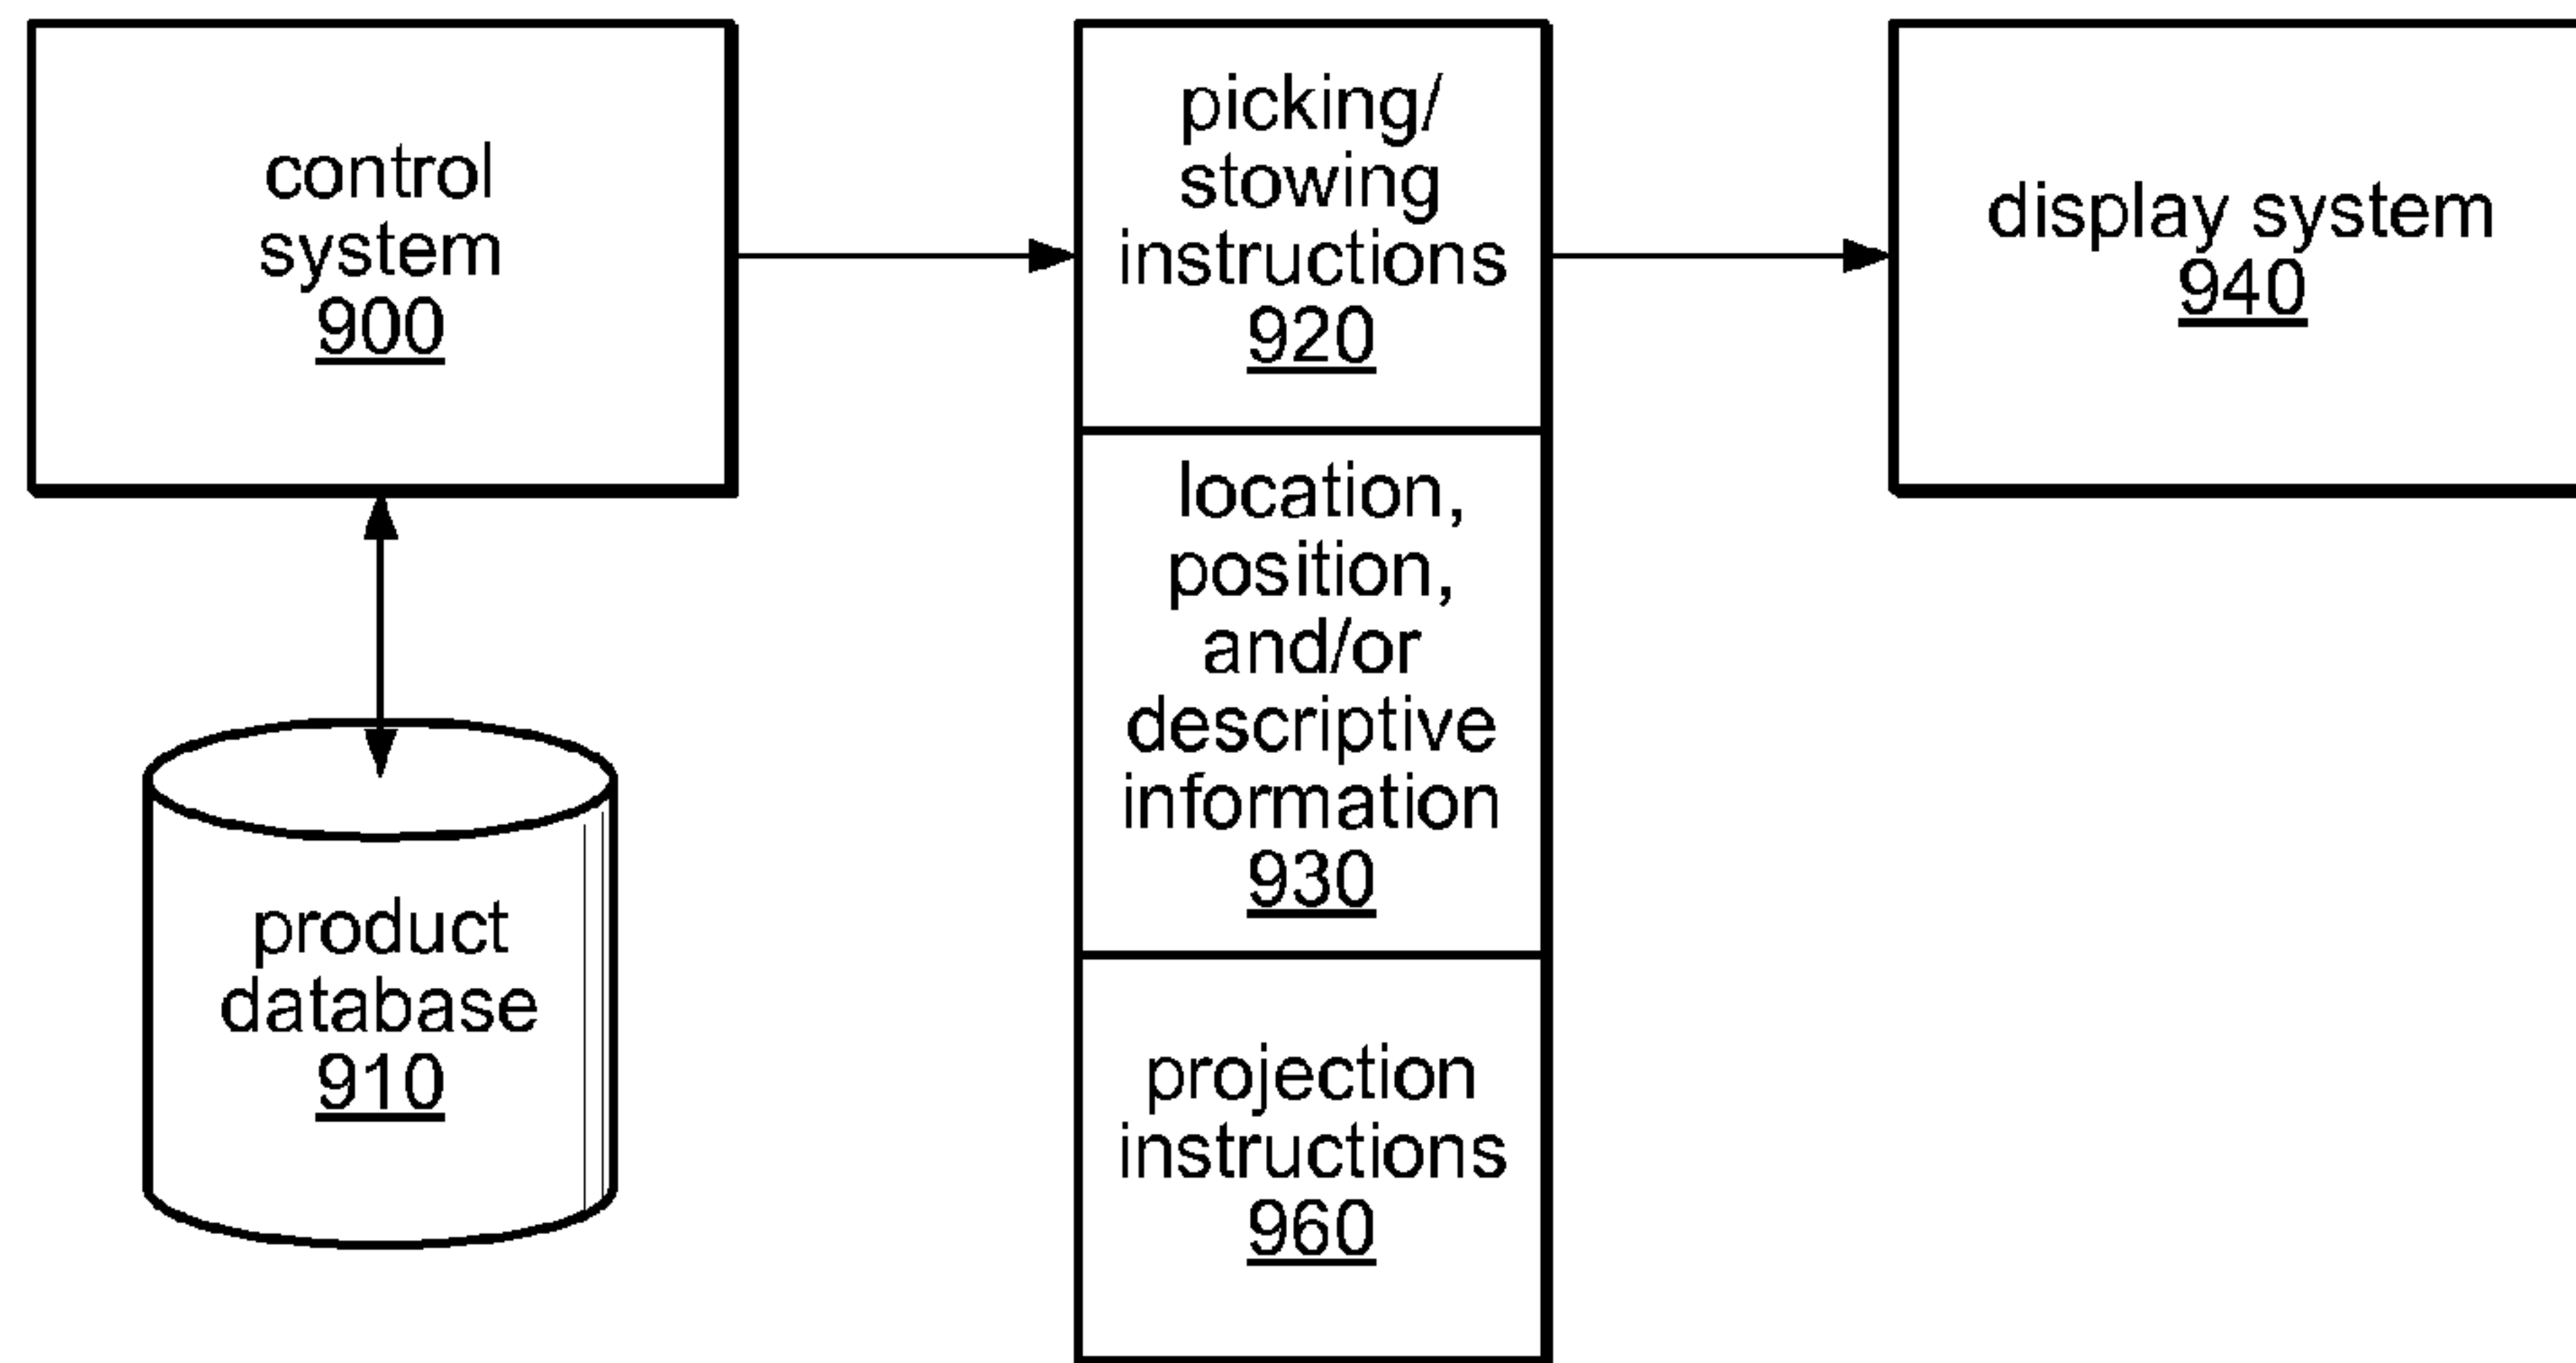 control
system
900
picking/
stowing
instructions
920
display system
940
location,
position,
and/or
descriptive
information
930
product
database
910
projection
instructions
960